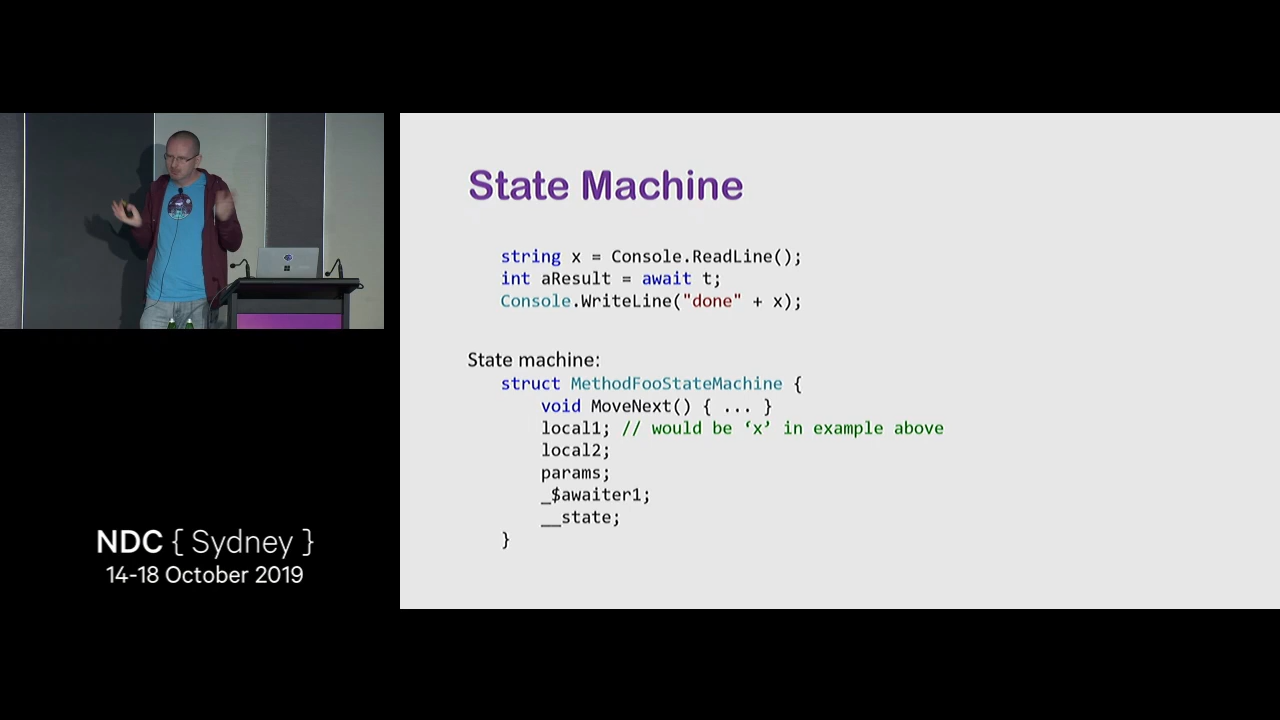 State Machine
string x = Console.ReadLine();
int aResult = await t;
Console.WriteLine("done" + x);
State machine:
struct MethodFooStateMachine {
void MoveNext() { ... }
local1; // would be ‘x’ in example above
local2;
params;
_$awaiter1;
__state;
}
NDC { Sydney }
14-18 October 2019